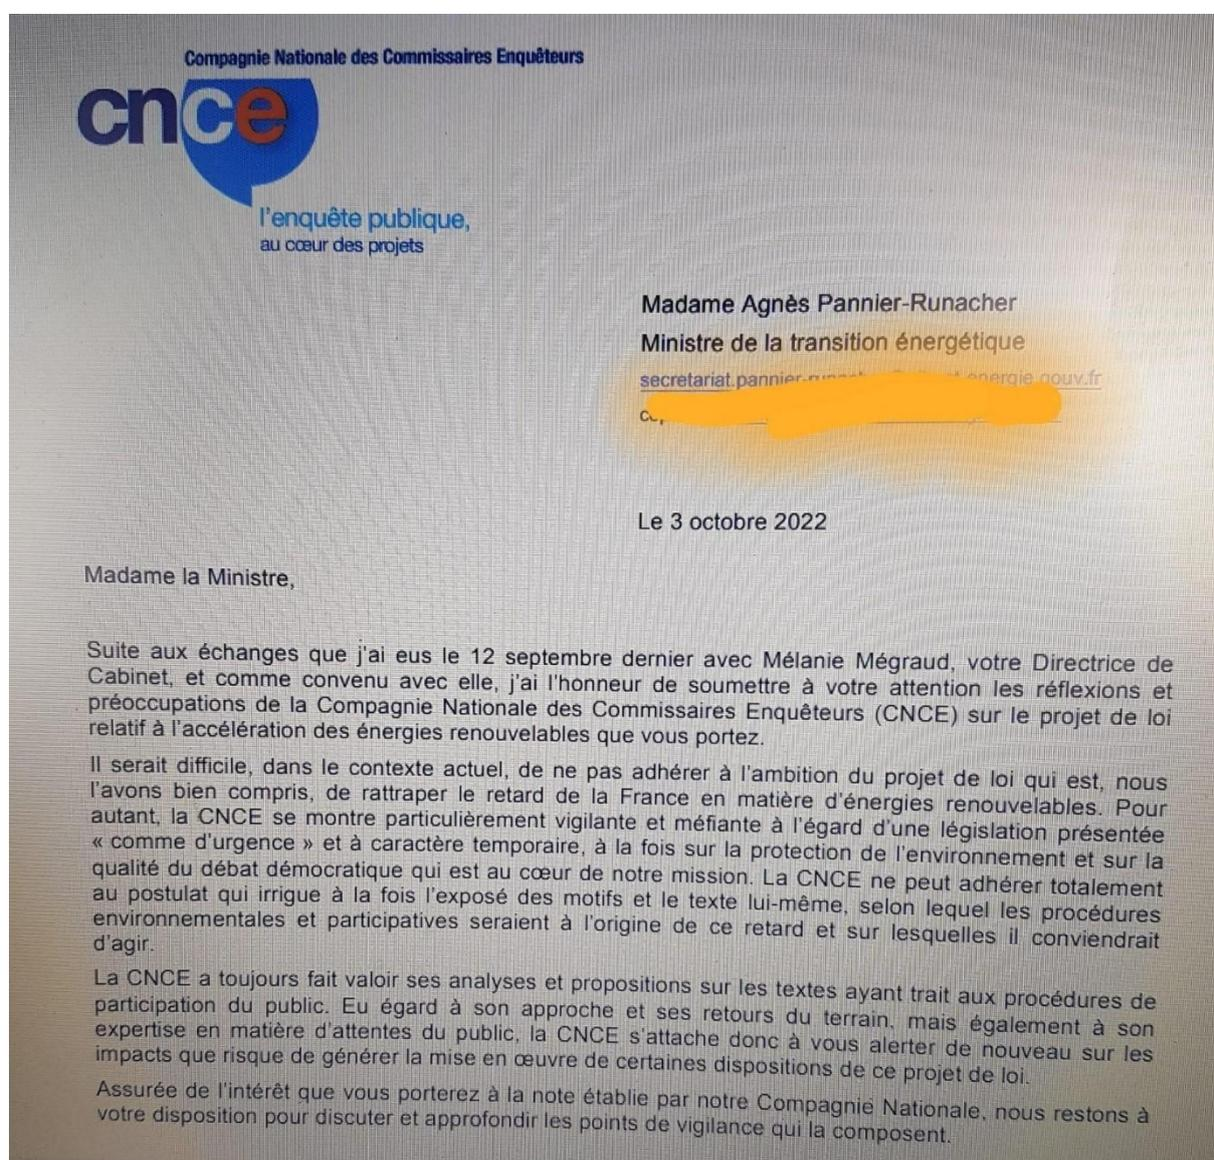 Compagnie Nationale des Commissaires Enquêteurs
cnce
l'enquête publique,
au cœur des projets
Madame Agnès Pannier-Runacher
Ministre de la transition énergétique
secretariat.pannier energie.gouv.fr
Le 3 octobre 2022
Madame la Ministre,
Suite aux échanges que j'ai eus le 12 septembre dernier avec Mélanie Mégraud, votre Directrice de
Cabinet, et comme convenu avec elle, j'ai l'honneur de soumettre à votre attention les réflexions et
préoccupations de la Compagnie Nationale des Commissaires Enquêteurs (CNCE) sur le projet de loi
relatif à l'accélération des énergies renouvelables que vous portez.
Il serait difficile, dans le contexte actuel, de ne pas adhérer à l'ambition du projet de loi qui est, nous
l'avons bien compris, de rattraper le retard de la France en matière d'énergies renouvelables. Pour
autant, la CNCE se montre particulièrement vigilante et méfiante à l'égard d'une législation présentée
« comme d'urgence » et à caractère temporaire, à la fois sur la protection de l'environnement et sur la
qualité du débat démocratique qui est au cœur de notre mission. La CNCE ne peut adhérer totalement
au postulat qui irrigue à la fois l'exposé des motifs et le texte lui-même, selon lequel les procédures
environnementales et participatives seraient à l'origine de ce retard et sur lesquelles il conviendrait
d'agir.
La CNCE a toujours fait valoir ses analyses et propositions sur les textes ayant trait aux procédures de
participation du public. Eu égard à son approche et ses retours du terrain, mais également à son
expertise en matière d'attentes du public, la CNCE s'attache donc à vous alerter de nouveau sur les
impacts que risque de générer la mise en œuvre de certaines dispositions de ce projet de loi.
Assurée de l'intérêt que vous porterez à la note établie par notre Compagnie Nationale, nous restons à
votre disposition pour discuter et approfondir les points de vigilance qui la composent.